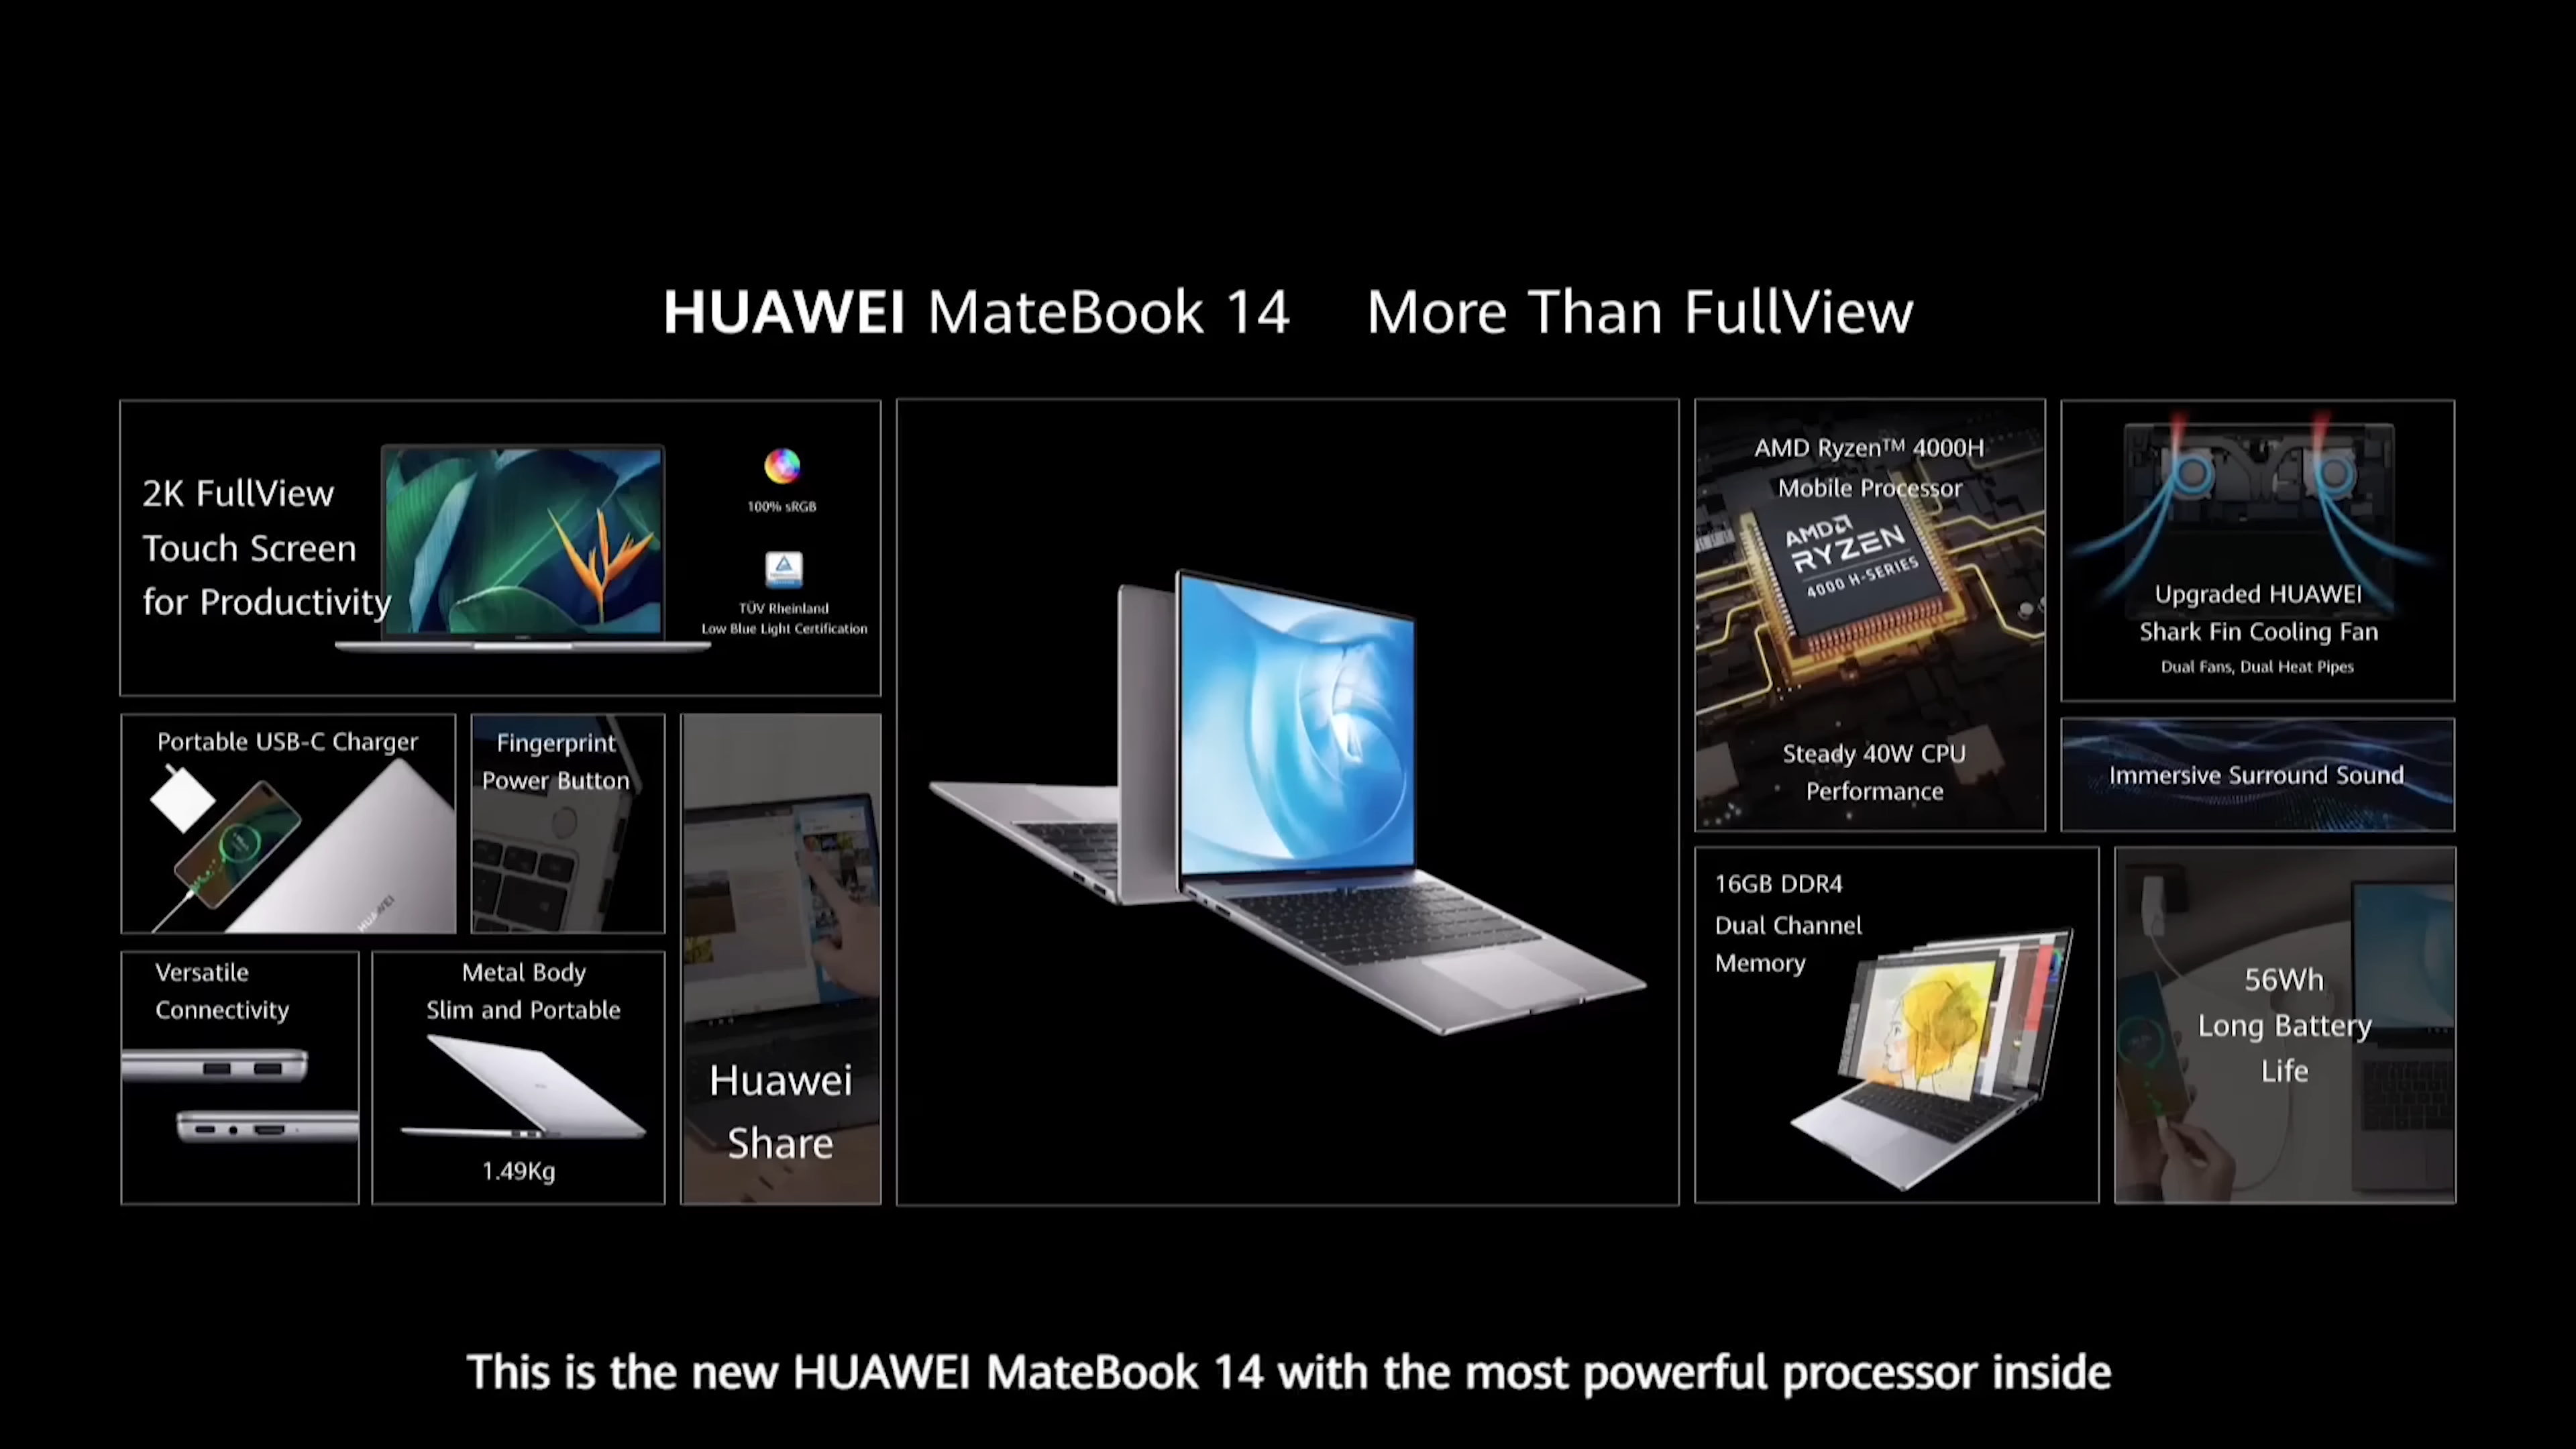 HUAWEI MateBook 14 More Than FullView
2K FullView
Touch Screen
for Productivity
100% sRGB
TÜV Rheinland
Low Blue Light Certification
Portable USB-C Charger
HUAWEI
Fingerprint
Power Button
Versatile
Connectivity
Metal Body
Slim and Portable
1.49Kg
Huawei
Share
AMD Ryzen™ 4000H
Mobile Processor
AMD
RYZEN
4000 H-SERIES
Steady 40W CPU
Performance
Upgraded HUAWEI
Shark Fin Cooling Fan
Dual Fans, Dual Heat Pipes
Immersive Surround Sound
16GB DDR4
Dual Channel
Memory
56Wh
Long Battery
Life
This is the new HUAWEI MateBook 14 with the most powerful processor inside